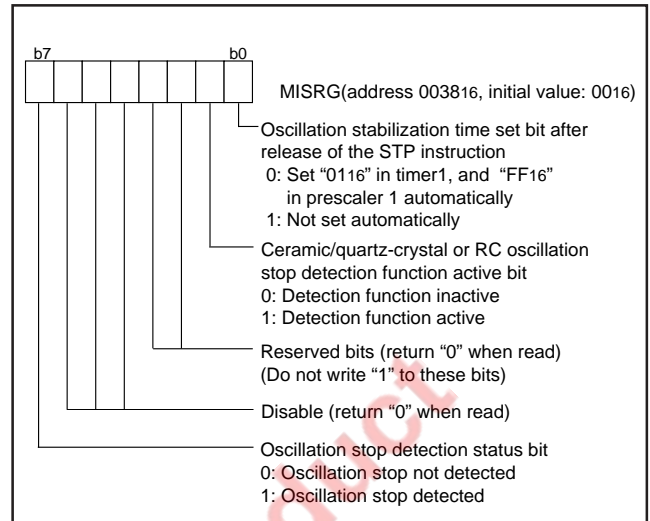 b7 b0
MISRG(address 003816, initial value: 0016)
Oscillation stabilization time set bit after
release of the STP instruction
0: Set “0116” in timer1, and “FF16”
in prescaler 1 automatically
1: Not set automatically
Ceramic/quartz-crystal or RC oscillation
stop detection function active bit
0: Detection function inactive
1: Detection function active
Reserved bits (return “0” when read)
(Do not write “1” to these bits)
Disable (return “0” when read)
Oscillation stop detection status bit
0: Oscillation stop not detected
1: Oscillation stop detected
duct